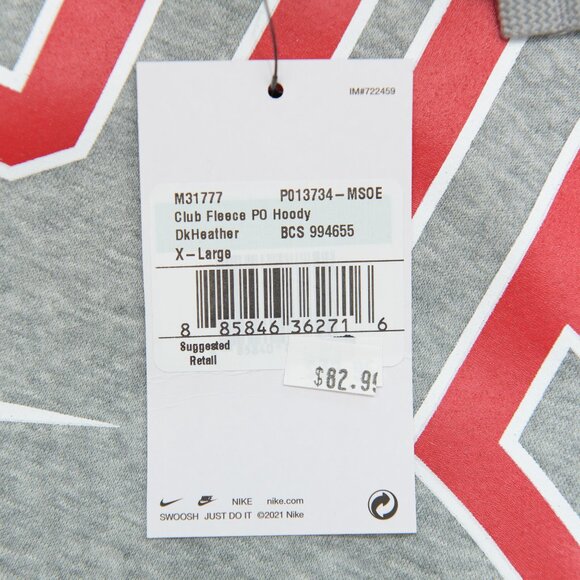 IM#722459
M31777 P013734-MSOE
Club Fleece PO Hoody
DkHeather BCS 994655
X-Large
8 85846 36271 6
Suggested
Retail
$82.99
NIKE nike.com
SWOOSH JUST DO IT ©2021 Nike